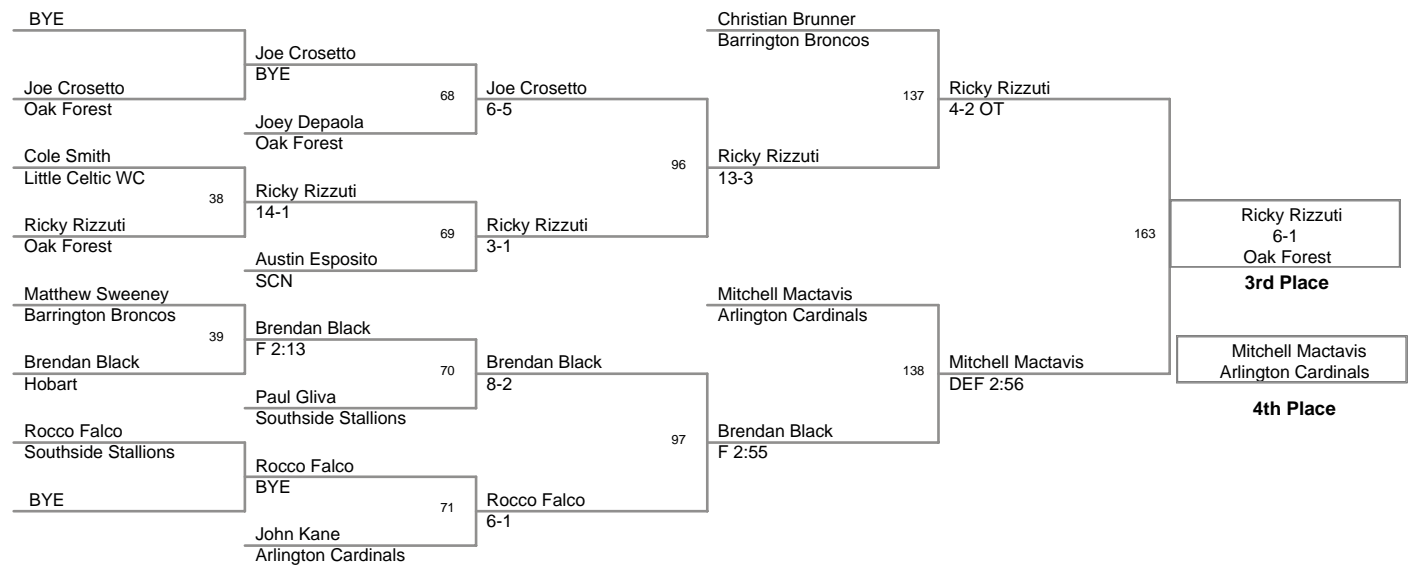 BYE
Joe Crosetto
Oak Forest
Cole Smith
Little Celtic WC
38
Ricky Rizzuti
Oak Forest
Matthew Sweeney
Barrington Broncos
39
Brendan Black
Hobart
Rocco Falco
Southside Stallions
BYE
Joe Crosetto
BYE
68
Joey Depaola
Oak Forest
Ricky Rizzuti
14-1
69
Austin Esposito
SCN
Brendan Black
F 2:13
70
Paul Gliva
Southside Stallions
Rocco Falco
BYE
71
John Kane
Arlington Cardinals
Joe Crosetto
6-5
96
Ricky Rizzuti
3-1
Brendan Black
8-2
97
Rocco Falco
6-1
Christian Brunner
Barrington Broncos
137
Ricky Rizzuti
13-3
Mitchell Mactavis
Arlington Cardinals
138
Brendan Black
F 2:55
Ricky Rizzuti
4-2 OT
163
Mitchell Mactavis
DEF 2:56
Ricky Rizzuti
6-1
Oak Forest
3rd Place
Mitchell Mactavis
Arlington Cardinals
4th Place